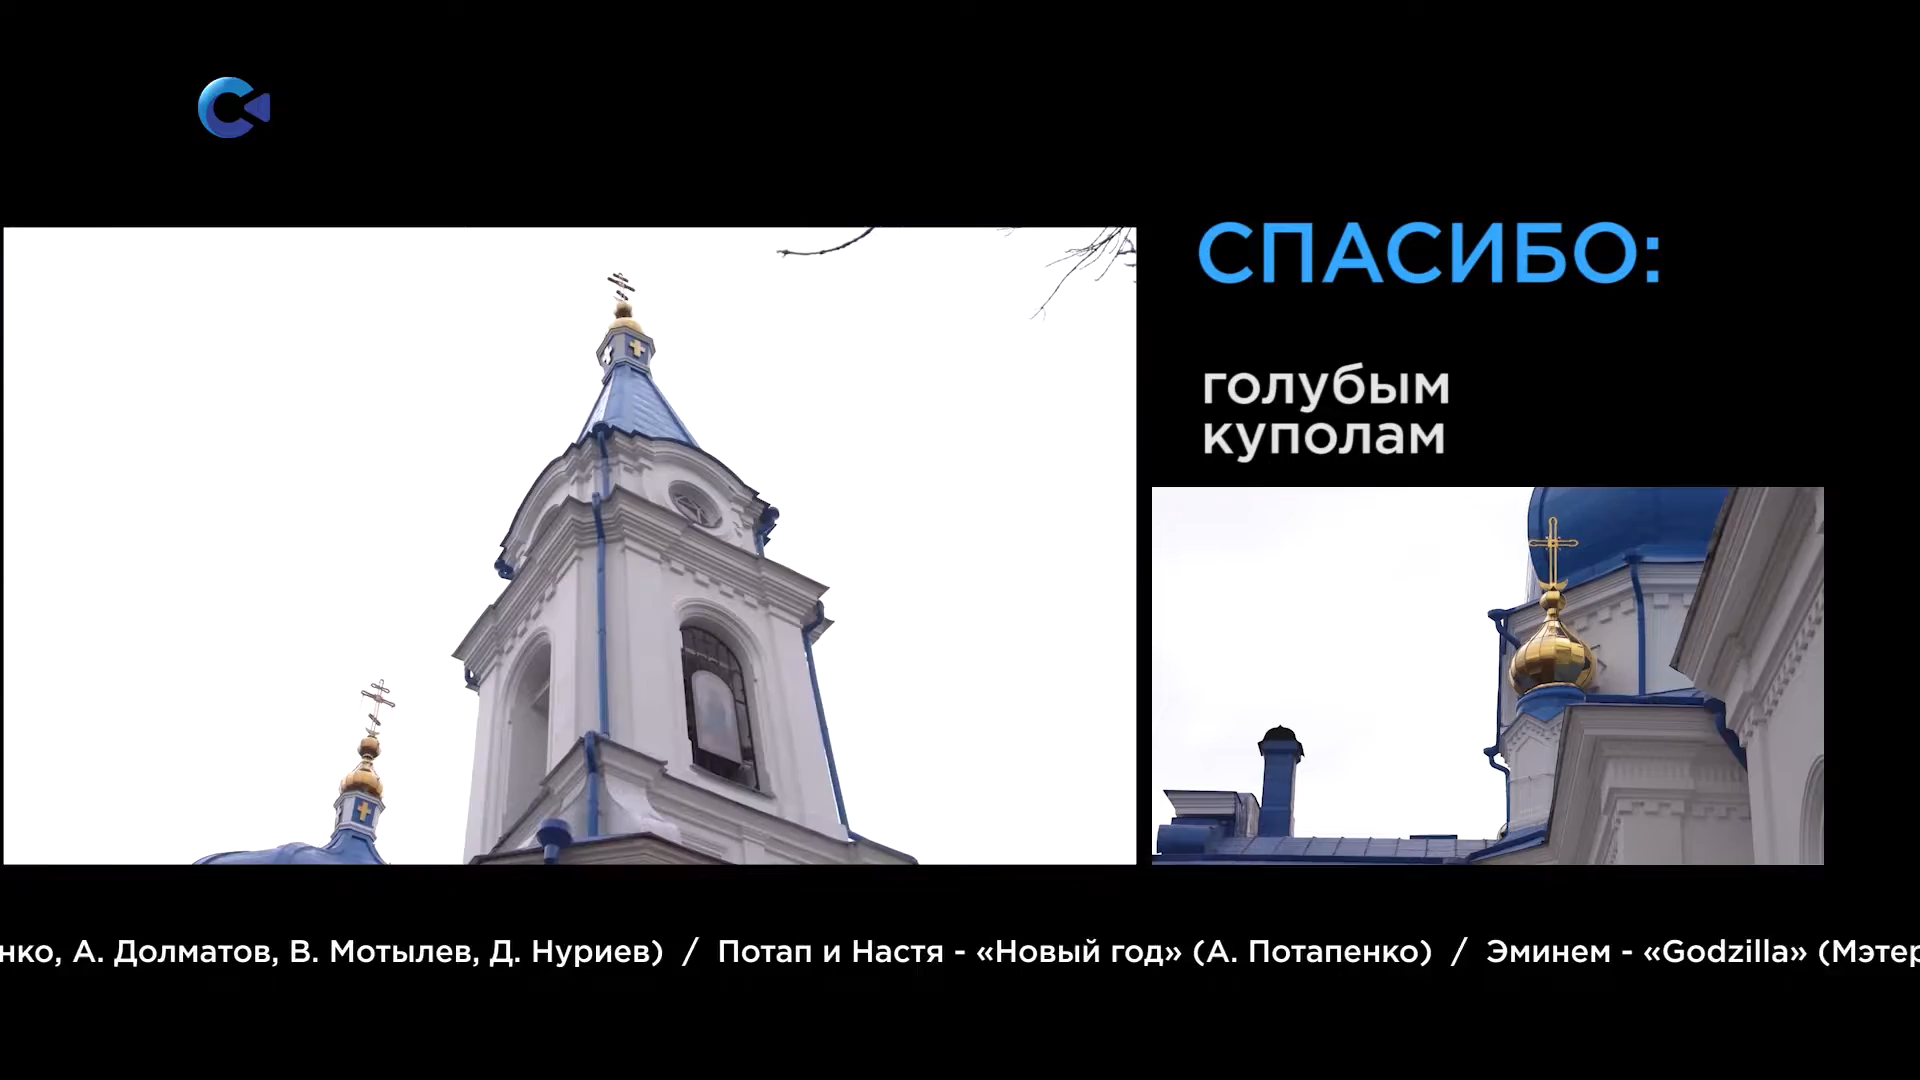 СПАСИБО:
голубым
куполам
нко, А. Долматов, В. Мотылев, Д. Нуриев) / Потап и Настя - «Новый год» (А. Потапенко) / Эминем - «Godzilla» (Мэтер